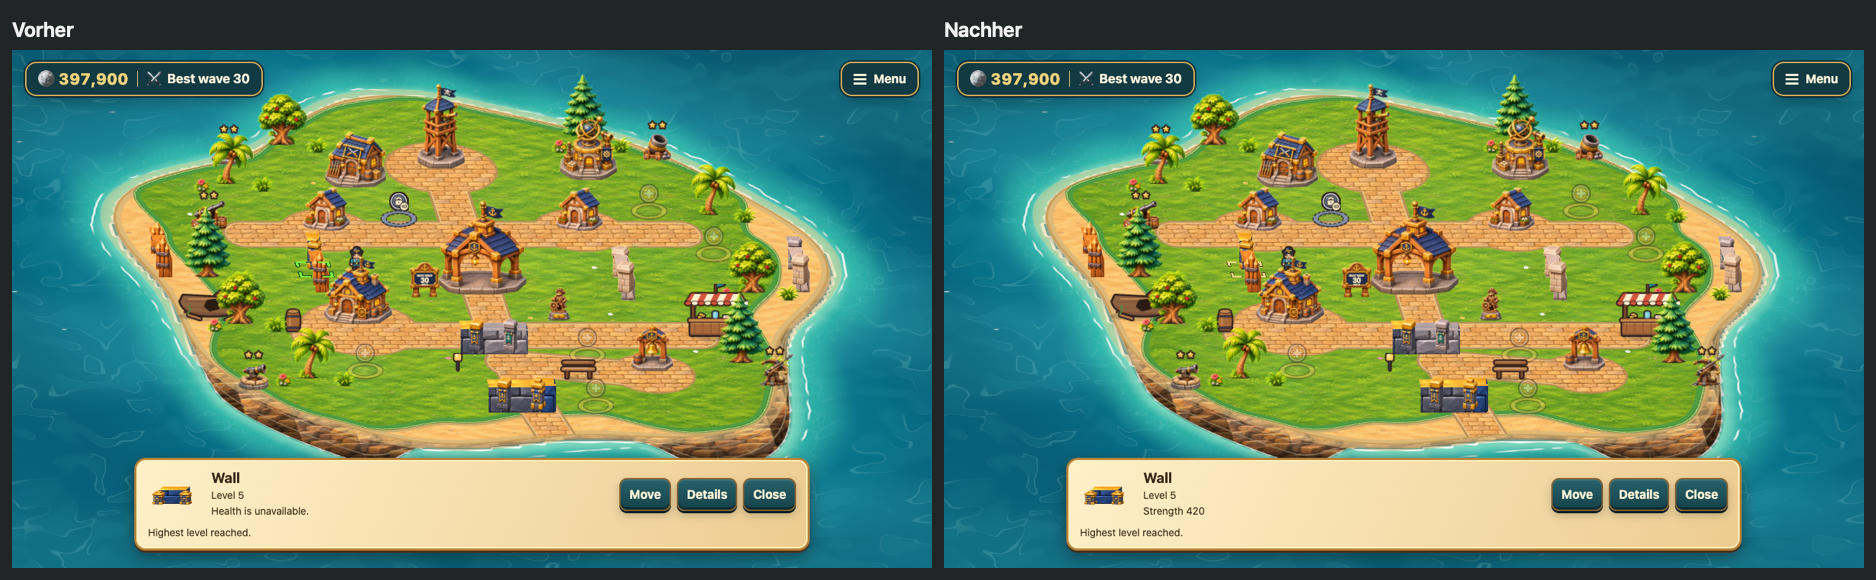 Vorher
397,900 Best wave 30
Menu
30
Wall
Level 5
Health is unavailable.
Highest level reached.
Move Details Close
Nachher
397,900 Best wave 30
Menu
30
Wall
Level 5
Strength 420
Highest level reached.
Move Details Close